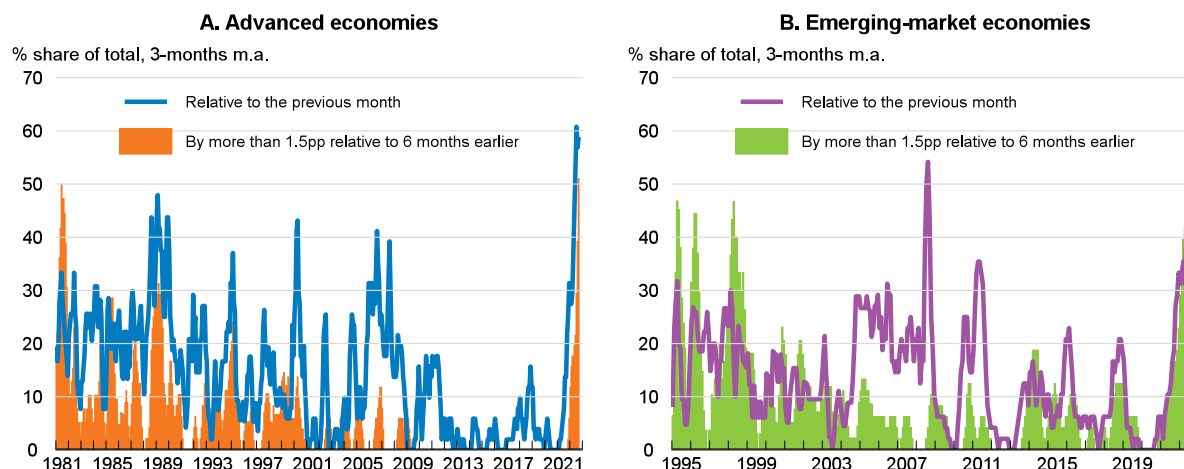 A. Advanced economies
% share of total, 3-months m.a.
70
60
50
40
30
20
10
0
Relative to the previous month
By more than 1.5pp relative to 6 months earlier
1981 1985 1989 1993 1997 2001 2005 2009 2013 2017 2021
B. Emerging-market economies
% share of total, 3-months m.a.
70
60
50
40
30
20
10
0
Relative to the previous month
By more than 1.5pp relative to 6 months earlier
1995 1999 2003 2007 2011 2015 2019